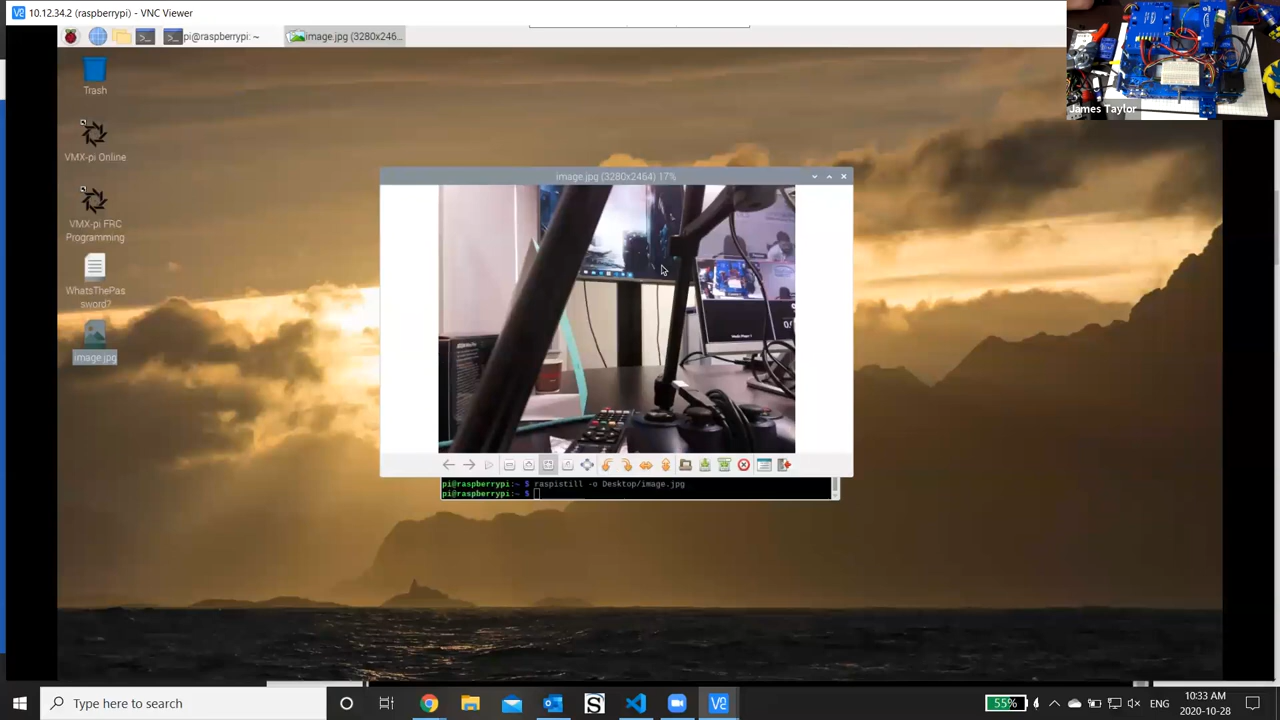 10.12.34.2 (raspberrypi) - VNC Viewer
pi@raspberrypi: ~
image.jpg (3280x246...
James Taylor
Trash
VMX-pi Online
VMX-pi FRC
Programming
WhatsThePas
sword?
image.jpg
image.jpg (3280x2464) 17%
pi@raspberrypi:~ $ raspistill -o Desktop/image.jpg
pi@raspberrypi:~ $
Type here to search
55%
ENG
10:33 AM
2020-10-28